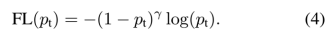 FL(pₜ) = −(1 − pₜ)^γ log(pₜ). (4)